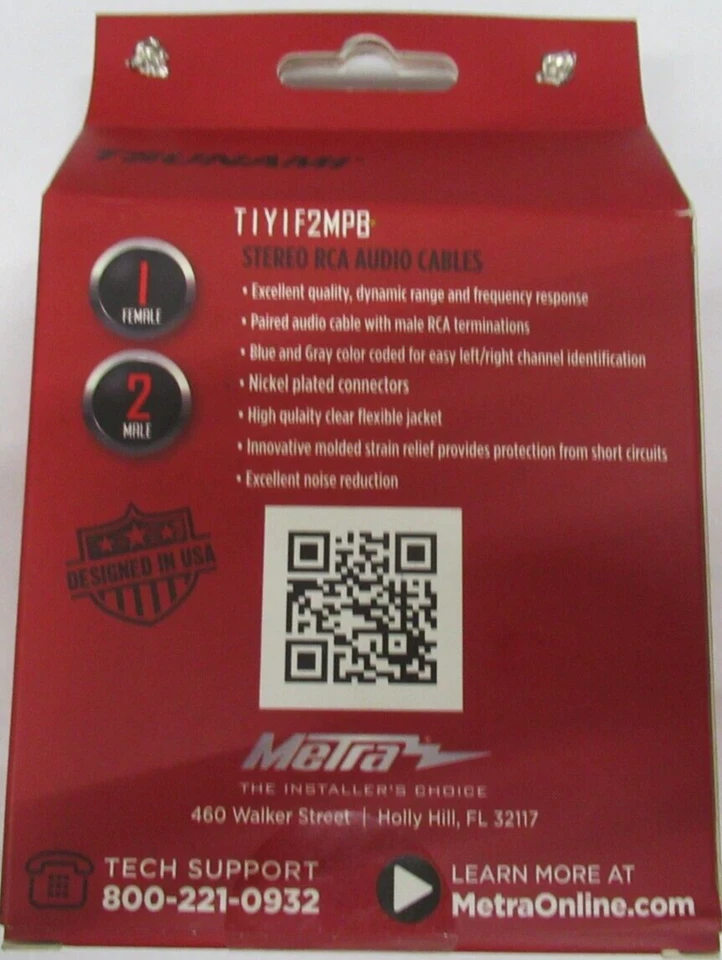 TSUNAMI
T1Y1F2MPB
STEREO RCA AUDIO CABLES
1
FEMALE
• Excellent quality, dynamic range and frequency response
• Paired audio cable with male RCA terminations
• Blue and Gray color coded for easy left/right channel identification
2
MALE
• Nickel plated connectors
• High qulaity clear flexible jacket
• Innovative molded strain relief provides protection from short circuits
• Excellent noise reduction
DESIGNED IN USA
Metra
THE INSTALLER'S CHOICE
460 Walker Street | Holly Hill, FL 32117
TECH SUPPORT
800-221-0932
LEARN MORE AT
MetraOnline.com